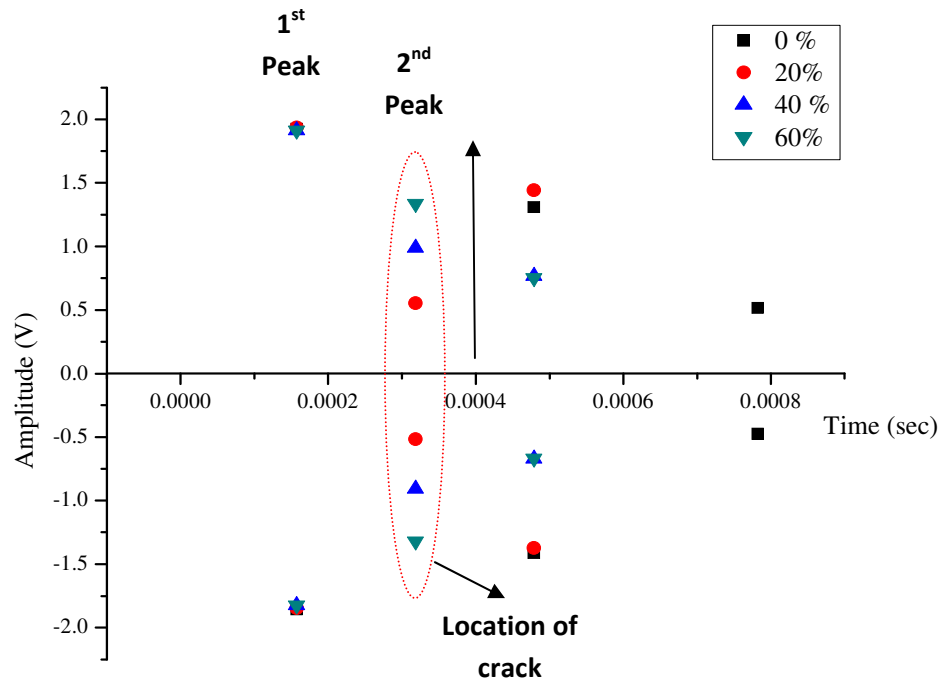 1st
Peak
2nd
Peak
0 %
20%
40 %
60%
2.0
1.5
1.0
0.5
0.0
-0.5
-1.0
-1.5
-2.0
0.0000
0.0002
0.0004
0.0006
0.0008
Amplitude (V)
Time (sec)
Location of
crack